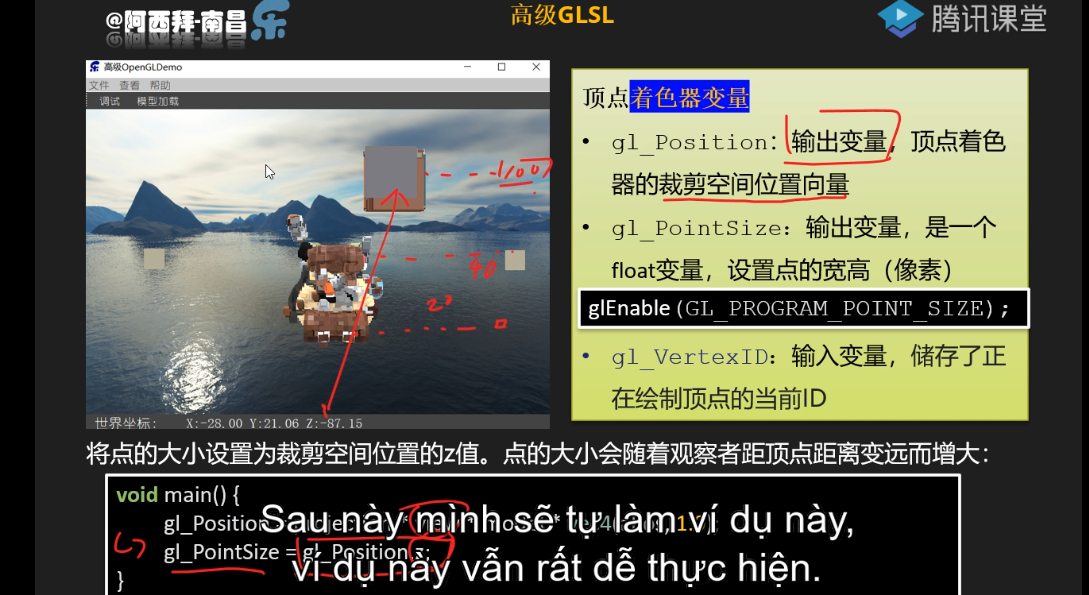 @阿西拜-南昌
高级GLSL
腾讯课堂
高级OpenGLDemo
文件 查看 帮助
调试 模型加载
100
40
20
世界坐标: X:-28.00 Y:21.06 Z:-87.15
顶点着色器变量
• gl_Position: 输出变量，顶点着色
器的裁剪空间位置向量
• gl_PointSize: 输出变量，是一个
float变量，设置点的宽高（像素）
glEnable(GL_PROGRAM_POINT_SIZE);
• gl_VertexID: 输入变量，储存了正
在绘制顶点的当前ID
将点的大小设置为裁剪空间位置的z值。点的大小会随着观察者距顶点距离变远而增大：
void main() {
gl_Position
Sau này mình sẽ tự làm ví dụ này,
gl_PointSize = gl_Position.z;
ví dụ này vẫn rất dễ thực hiện.
}